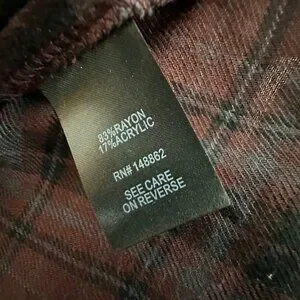 83%RAYON
17%ACRYLIC
RN# 148862
SEE CARE
ON REVERSE